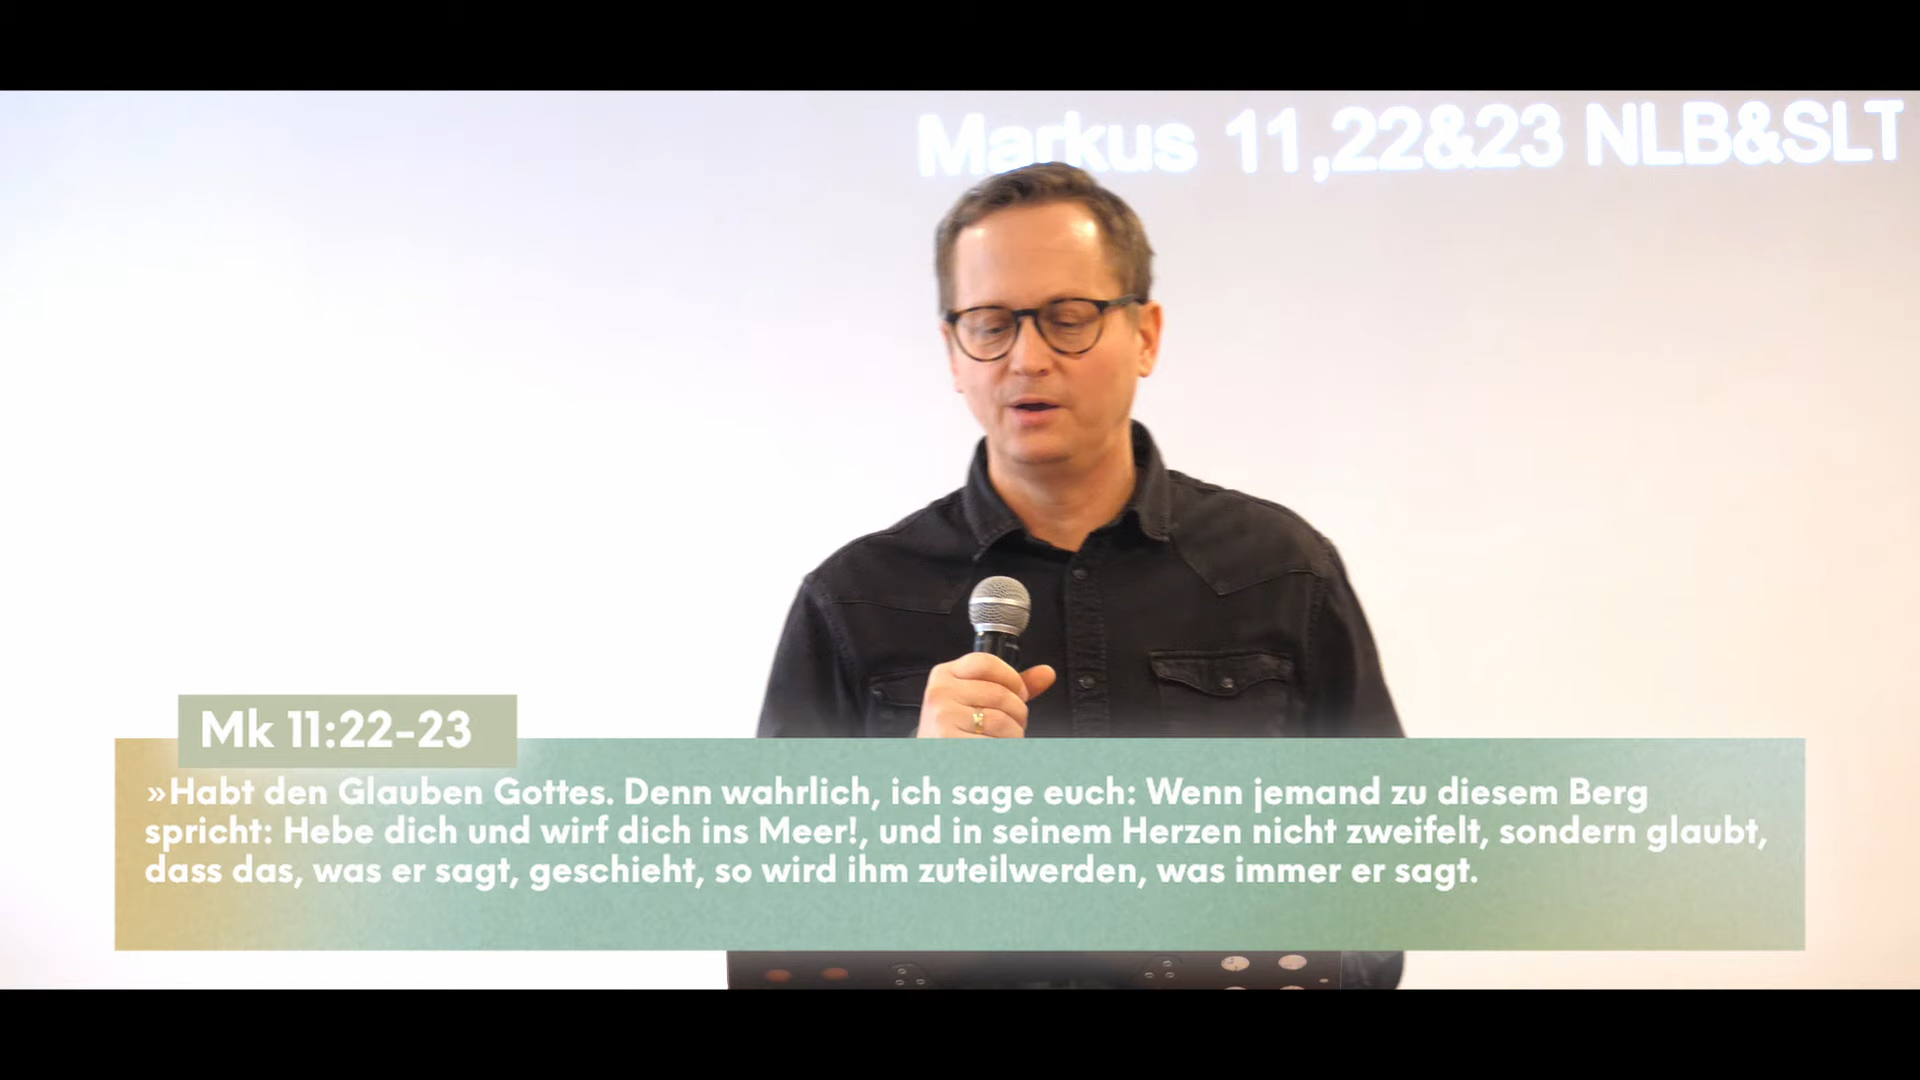 Markus 11,22&23 NLB&SLT
Mk 11:22-23
»Habt den Glauben Gottes. Denn wahrlich, ich sage euch: Wenn jemand zu diesem Berg
spricht: Hebe dich und wirf dich ins Meer!, und in seinem Herzen nicht zweifelt, sondern glaubt,
dass das, was er sagt, geschieht, so wird ihm zuteilwerden, was immer er sagt.